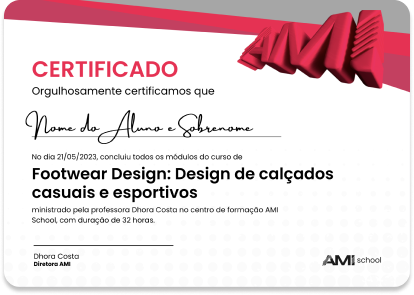 AMI
CERTIFICADO
Orgulhosamente certificamos que
Nome do Aluno e Sobrenome
No dia 21/05/2023, concluiu todos os módulos do curso de
Footwear Design: Design de calçados
casuais e esportivos
ministrado pela professora Dhora Costa no centro de formação AMI
School, com duração de 32 horas.
Dhora Costa
Diretora AMI
AMI school